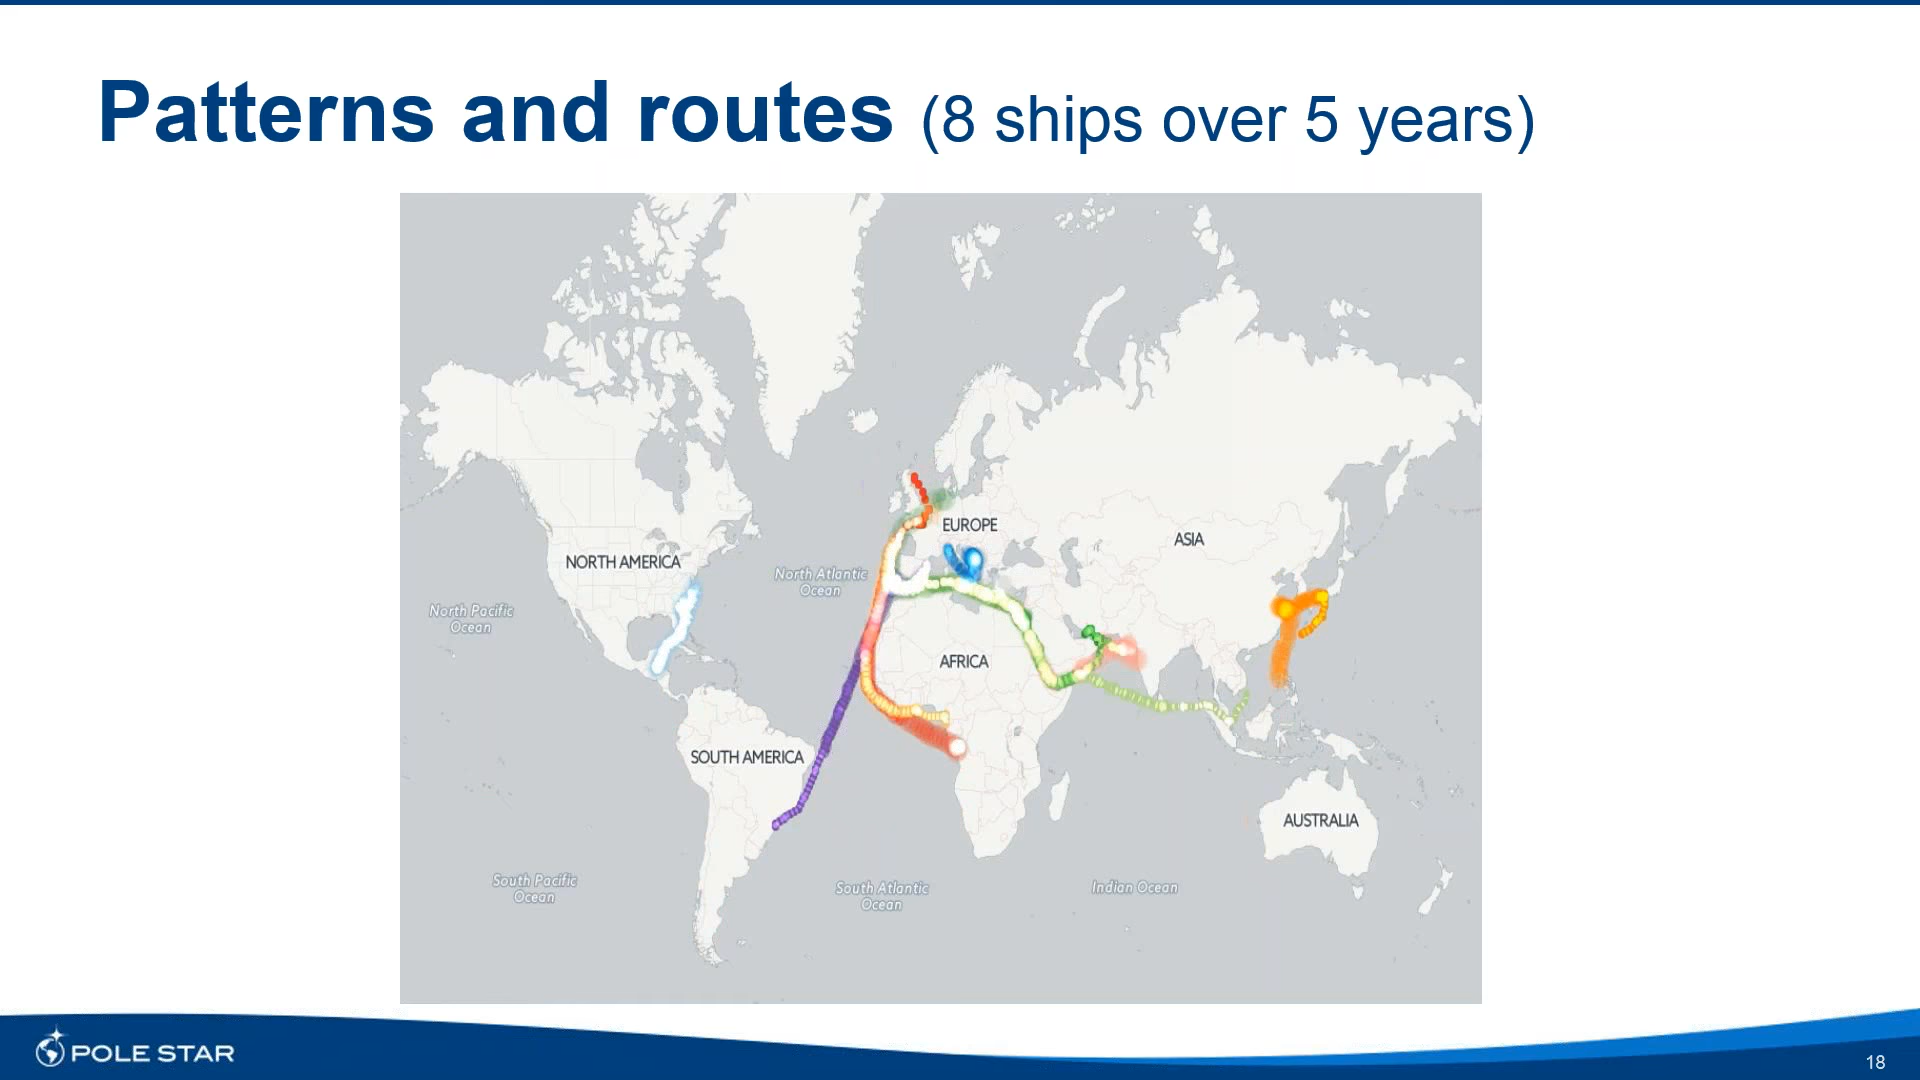 Patterns and routes (8 ships over 5 years)
EUROPE
ASIA
NORTH AMERICA
North Atlantic
Ocean
North Pacific
Ocean
AFRICA
SOUTH AMERICA
AUSTRALIA
South Pacific
Ocean
South Atlantic
Ocean
Indian Ocean
POLE STAR
18